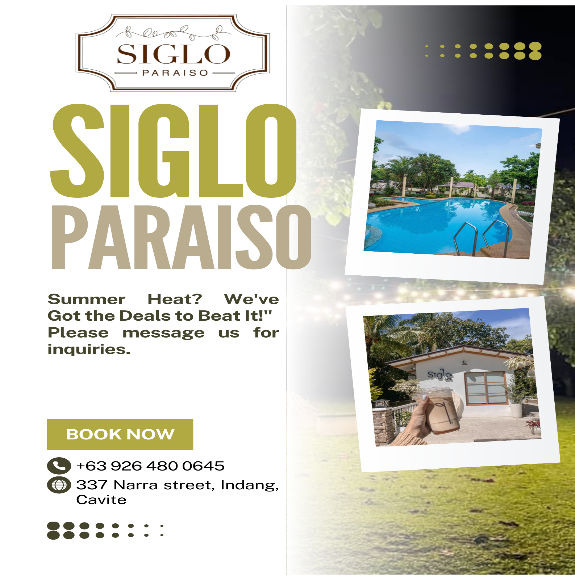 SIGLO
PARAISO
SIGLO
PARAISO
Summer Heat? We've
Got the Deals to Beat It!"
Please message us for
inquiries.
siglo
BOOK NOW
+63 926 480 0645
337 Narra street, Indang,
Cavite